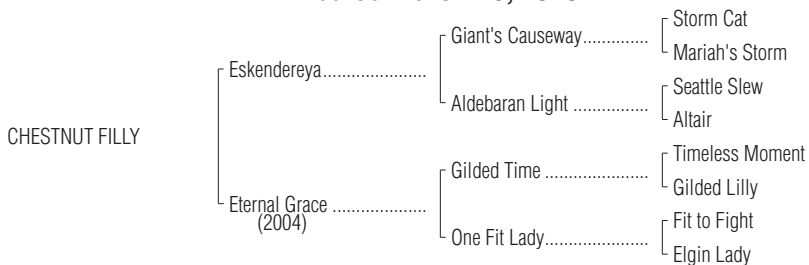 Storm Cat
Giant's Causeway..............
Mariah's Storm
Eskendereya......................
Seattle Slew
Aldebaran Light ................
Altair
CHESTNUT FILLY
Timeless Moment
Gilded Time ......................
Gilded Lilly
Eternal Grace ....................
(2004)
Fit to Fight
One Fit Lady......................
Elgin Lady